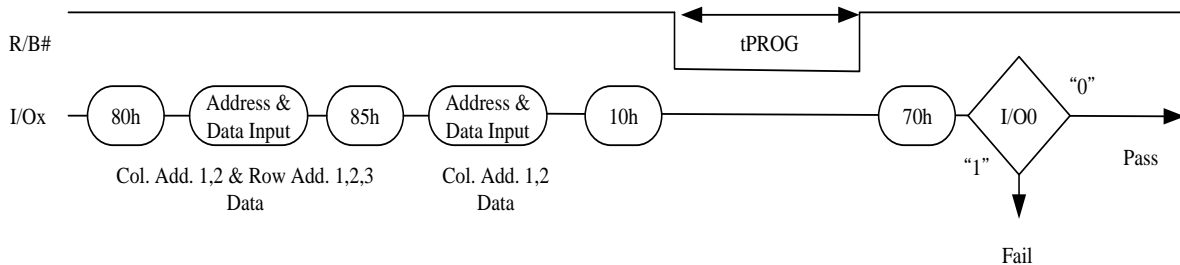 R/B#
tPROG
I/Ox
80h
Address &
Data Input
85h
Address &
Data Input
10h
70h
I/O0
“0”
“1”
Pass
Col. Add. 1,2 & Row Add. 1,2,3
Data
Col. Add. 1,2
Data
Fail